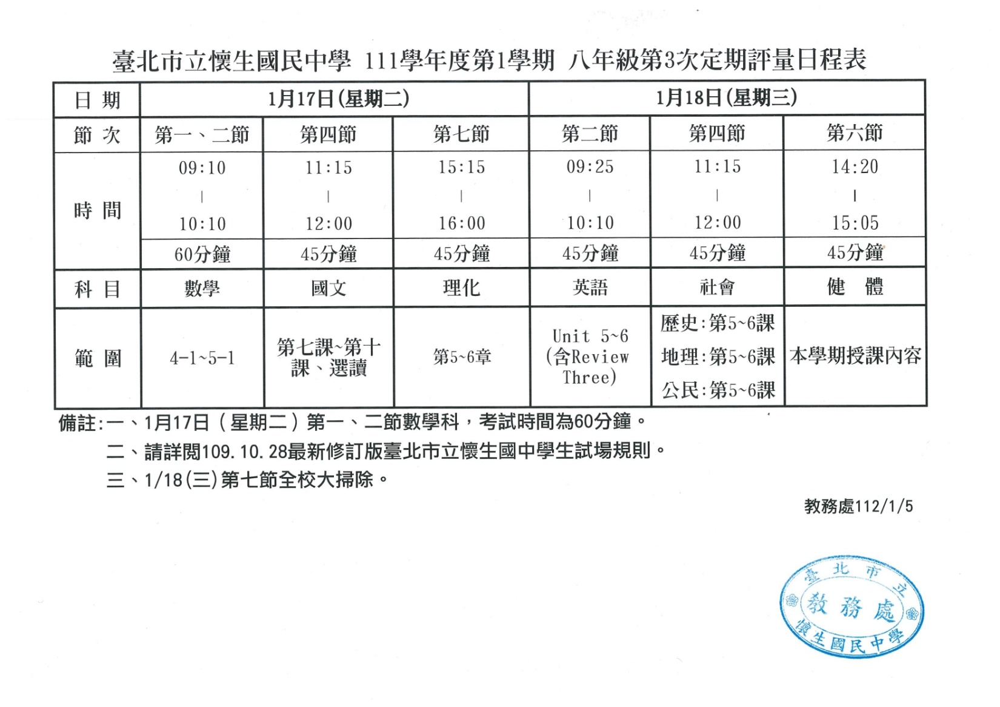 臺北市立懷生國民中學 111學年度第1學期 八年級第3次定期評量日程表
日 期 1月17日(星期二) 1月18日(星期三)
節 次 第一、二節 第四節 第七節 第二節 第四節 第六節
時 間
09:10 11:15 15:15 09:25 11:15 14:20
| | | | | |
10:10 12:00 16:00 10:10 12:00 15:05
60分鐘 45分鐘 45分鐘 45分鐘 45分鐘 45分鐘
科 目 數學 國文 理化 英語 社會 健 體
範 圍
4-1~5-1
第七課~第十
課、選讀
第5~6章
Unit 5~6
(含Review
Three)
歷史:第5~6課
地理:第5~6課
公民:第5~6課
本學期授課內容
備註:一、1月17日(星期二)第一、二節數學科，考試時間為60分鐘。
二、請詳閱109.10.28最新修訂版臺北市立懷生國中學生試場規則。
三、1/18(三)第七節全校大掃除。
教務處112/1/5
臺北市立
教務處
懷生國民中學